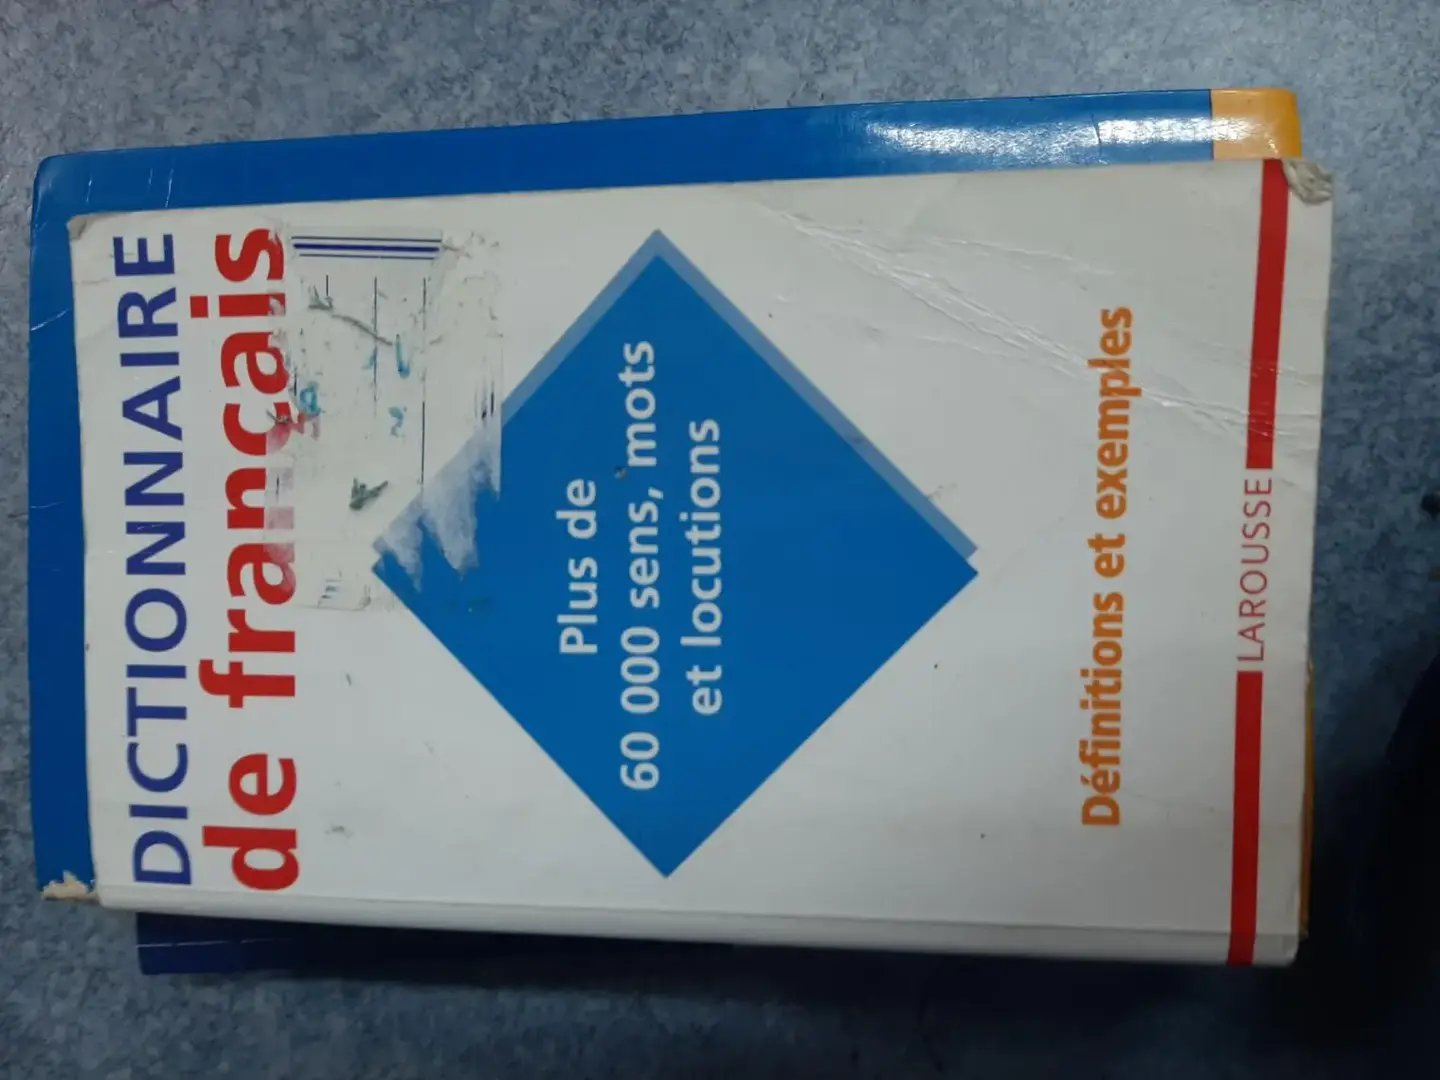 DICTIONNAIRE
de français
Plus de
60 000 sens, mots
et locutions
Définitions et exemples
LAROUSSE